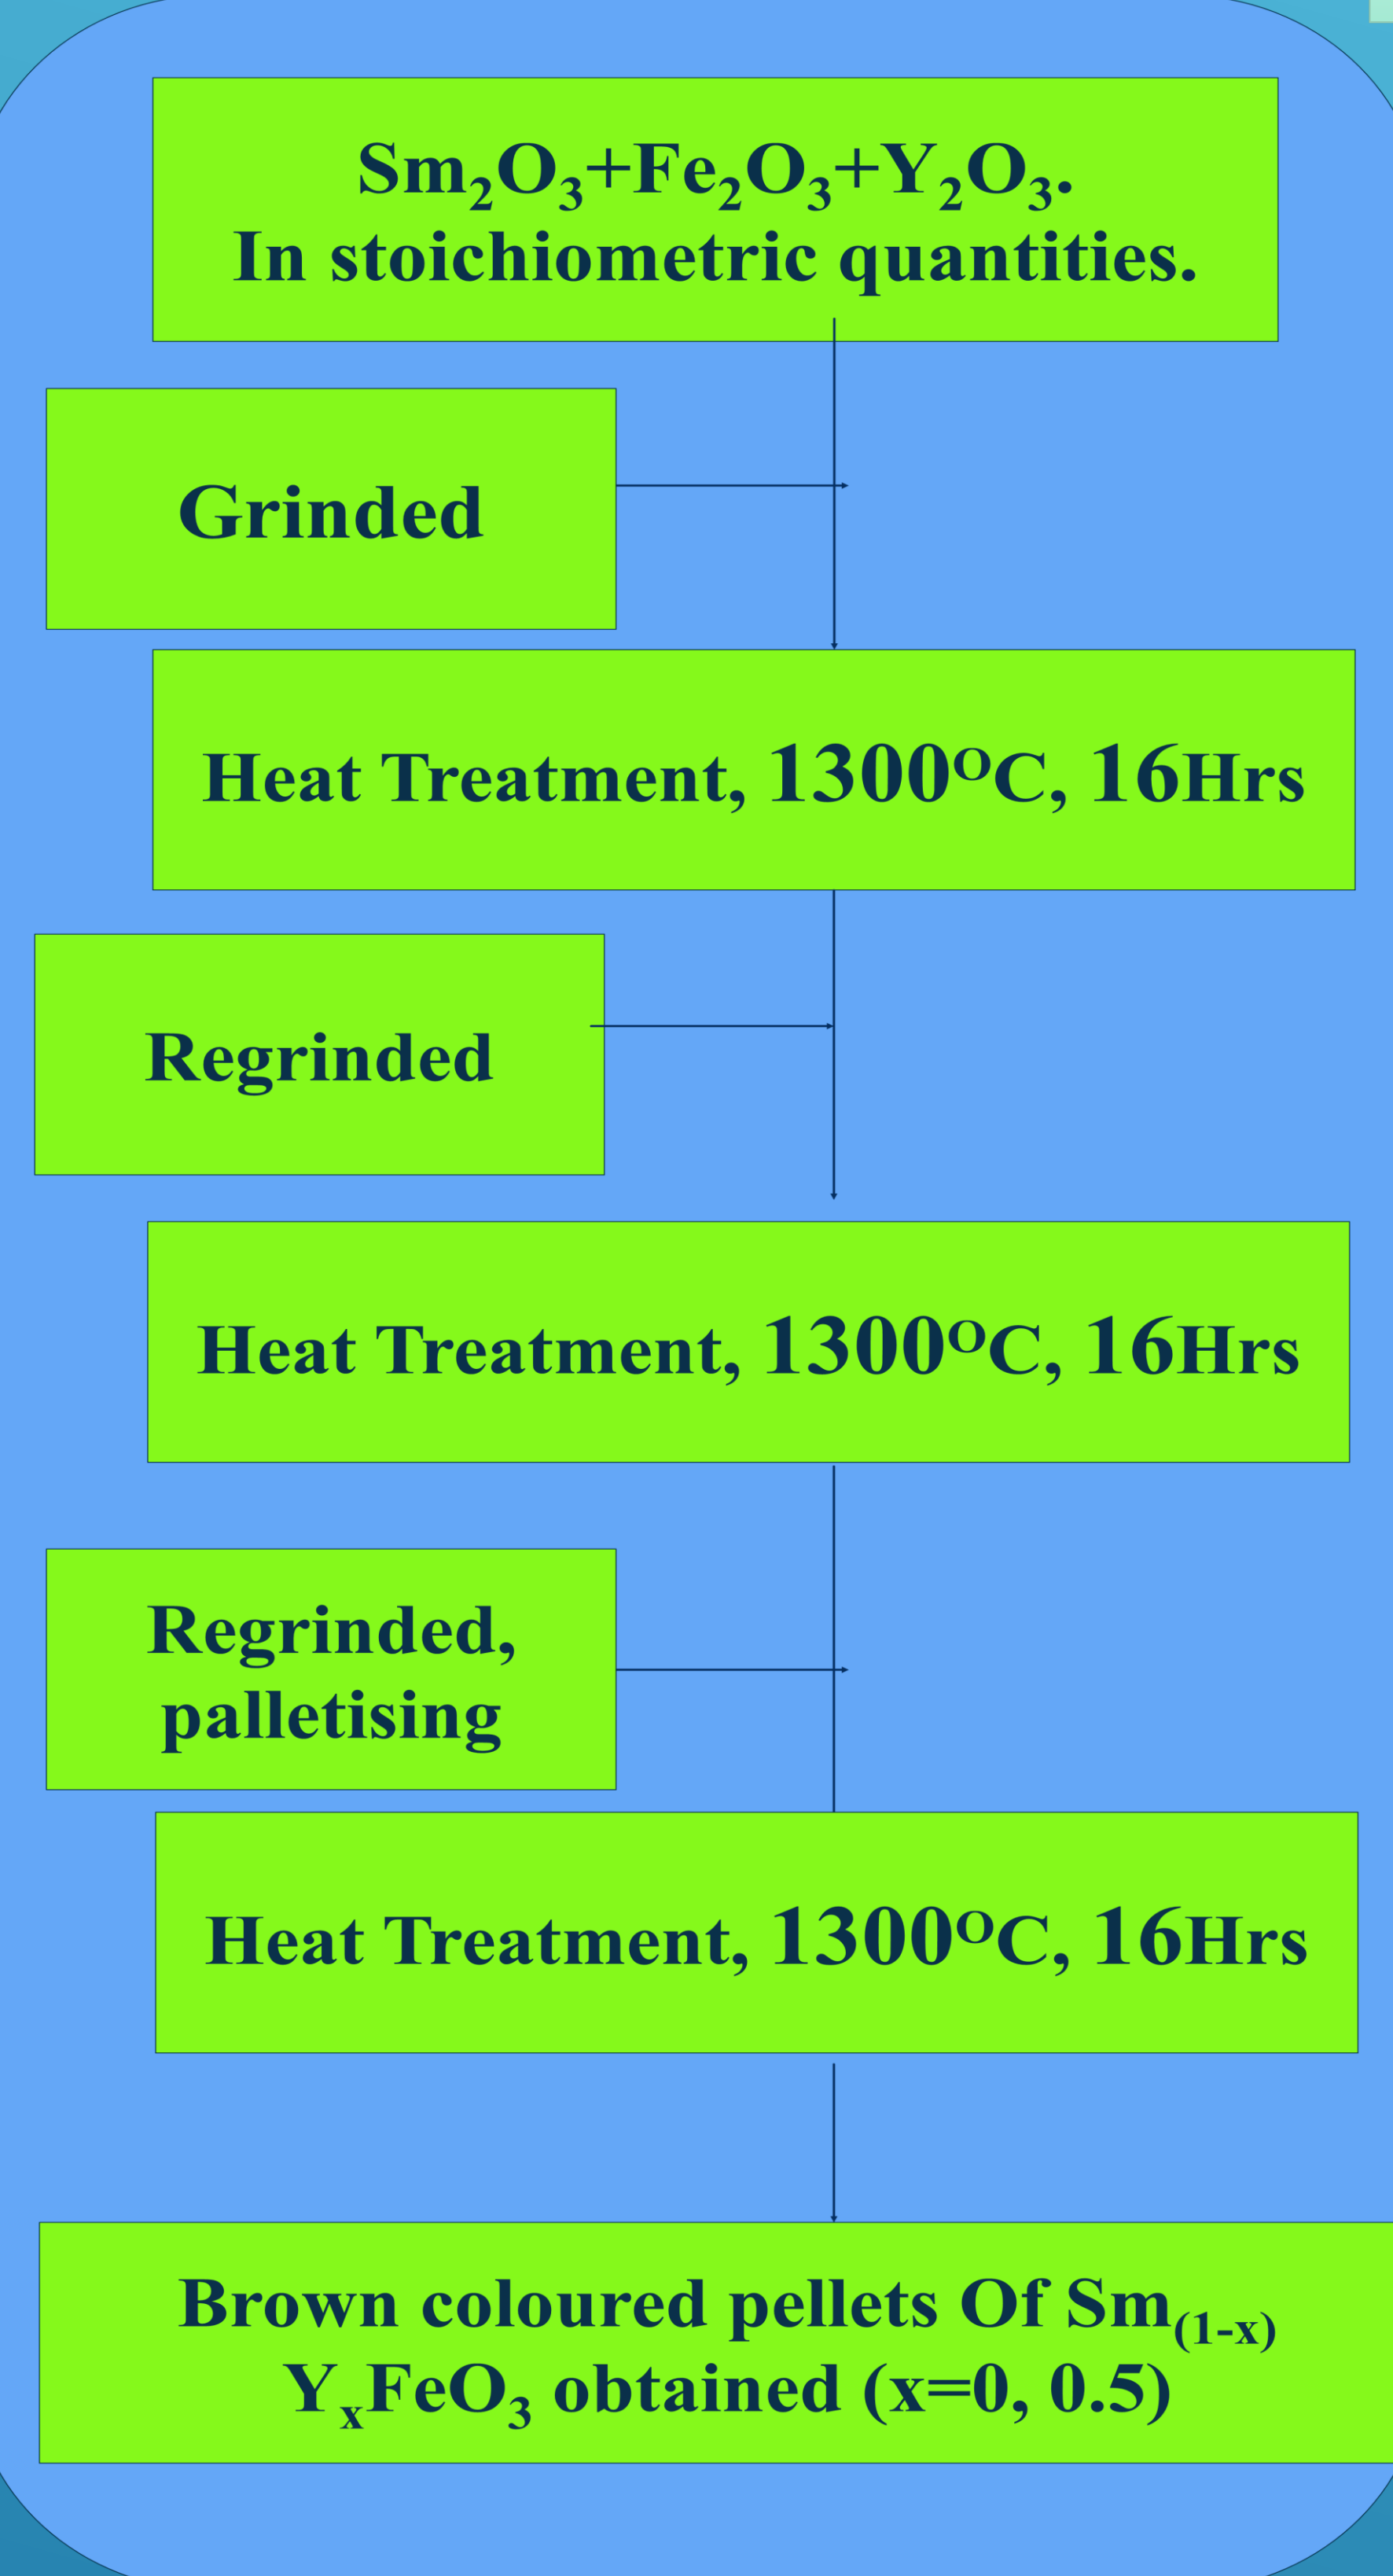 Sm₂O₃+Fe₂O₃+Y₂O₃.
In stoichiometric quantities.
Grinded
Heat Treatment, 1300ᴼC, 16Hrs
Regrinded
Heat Treatment, 1300ᴼC, 16Hrs
Regrinded,
palletising
Heat Treatment, 1300ᴼC, 16Hrs
Brown coloured pellets Of Sm₍₁₋ₓ₎
YₓFeO₃ obtained (x=0, 0.5)